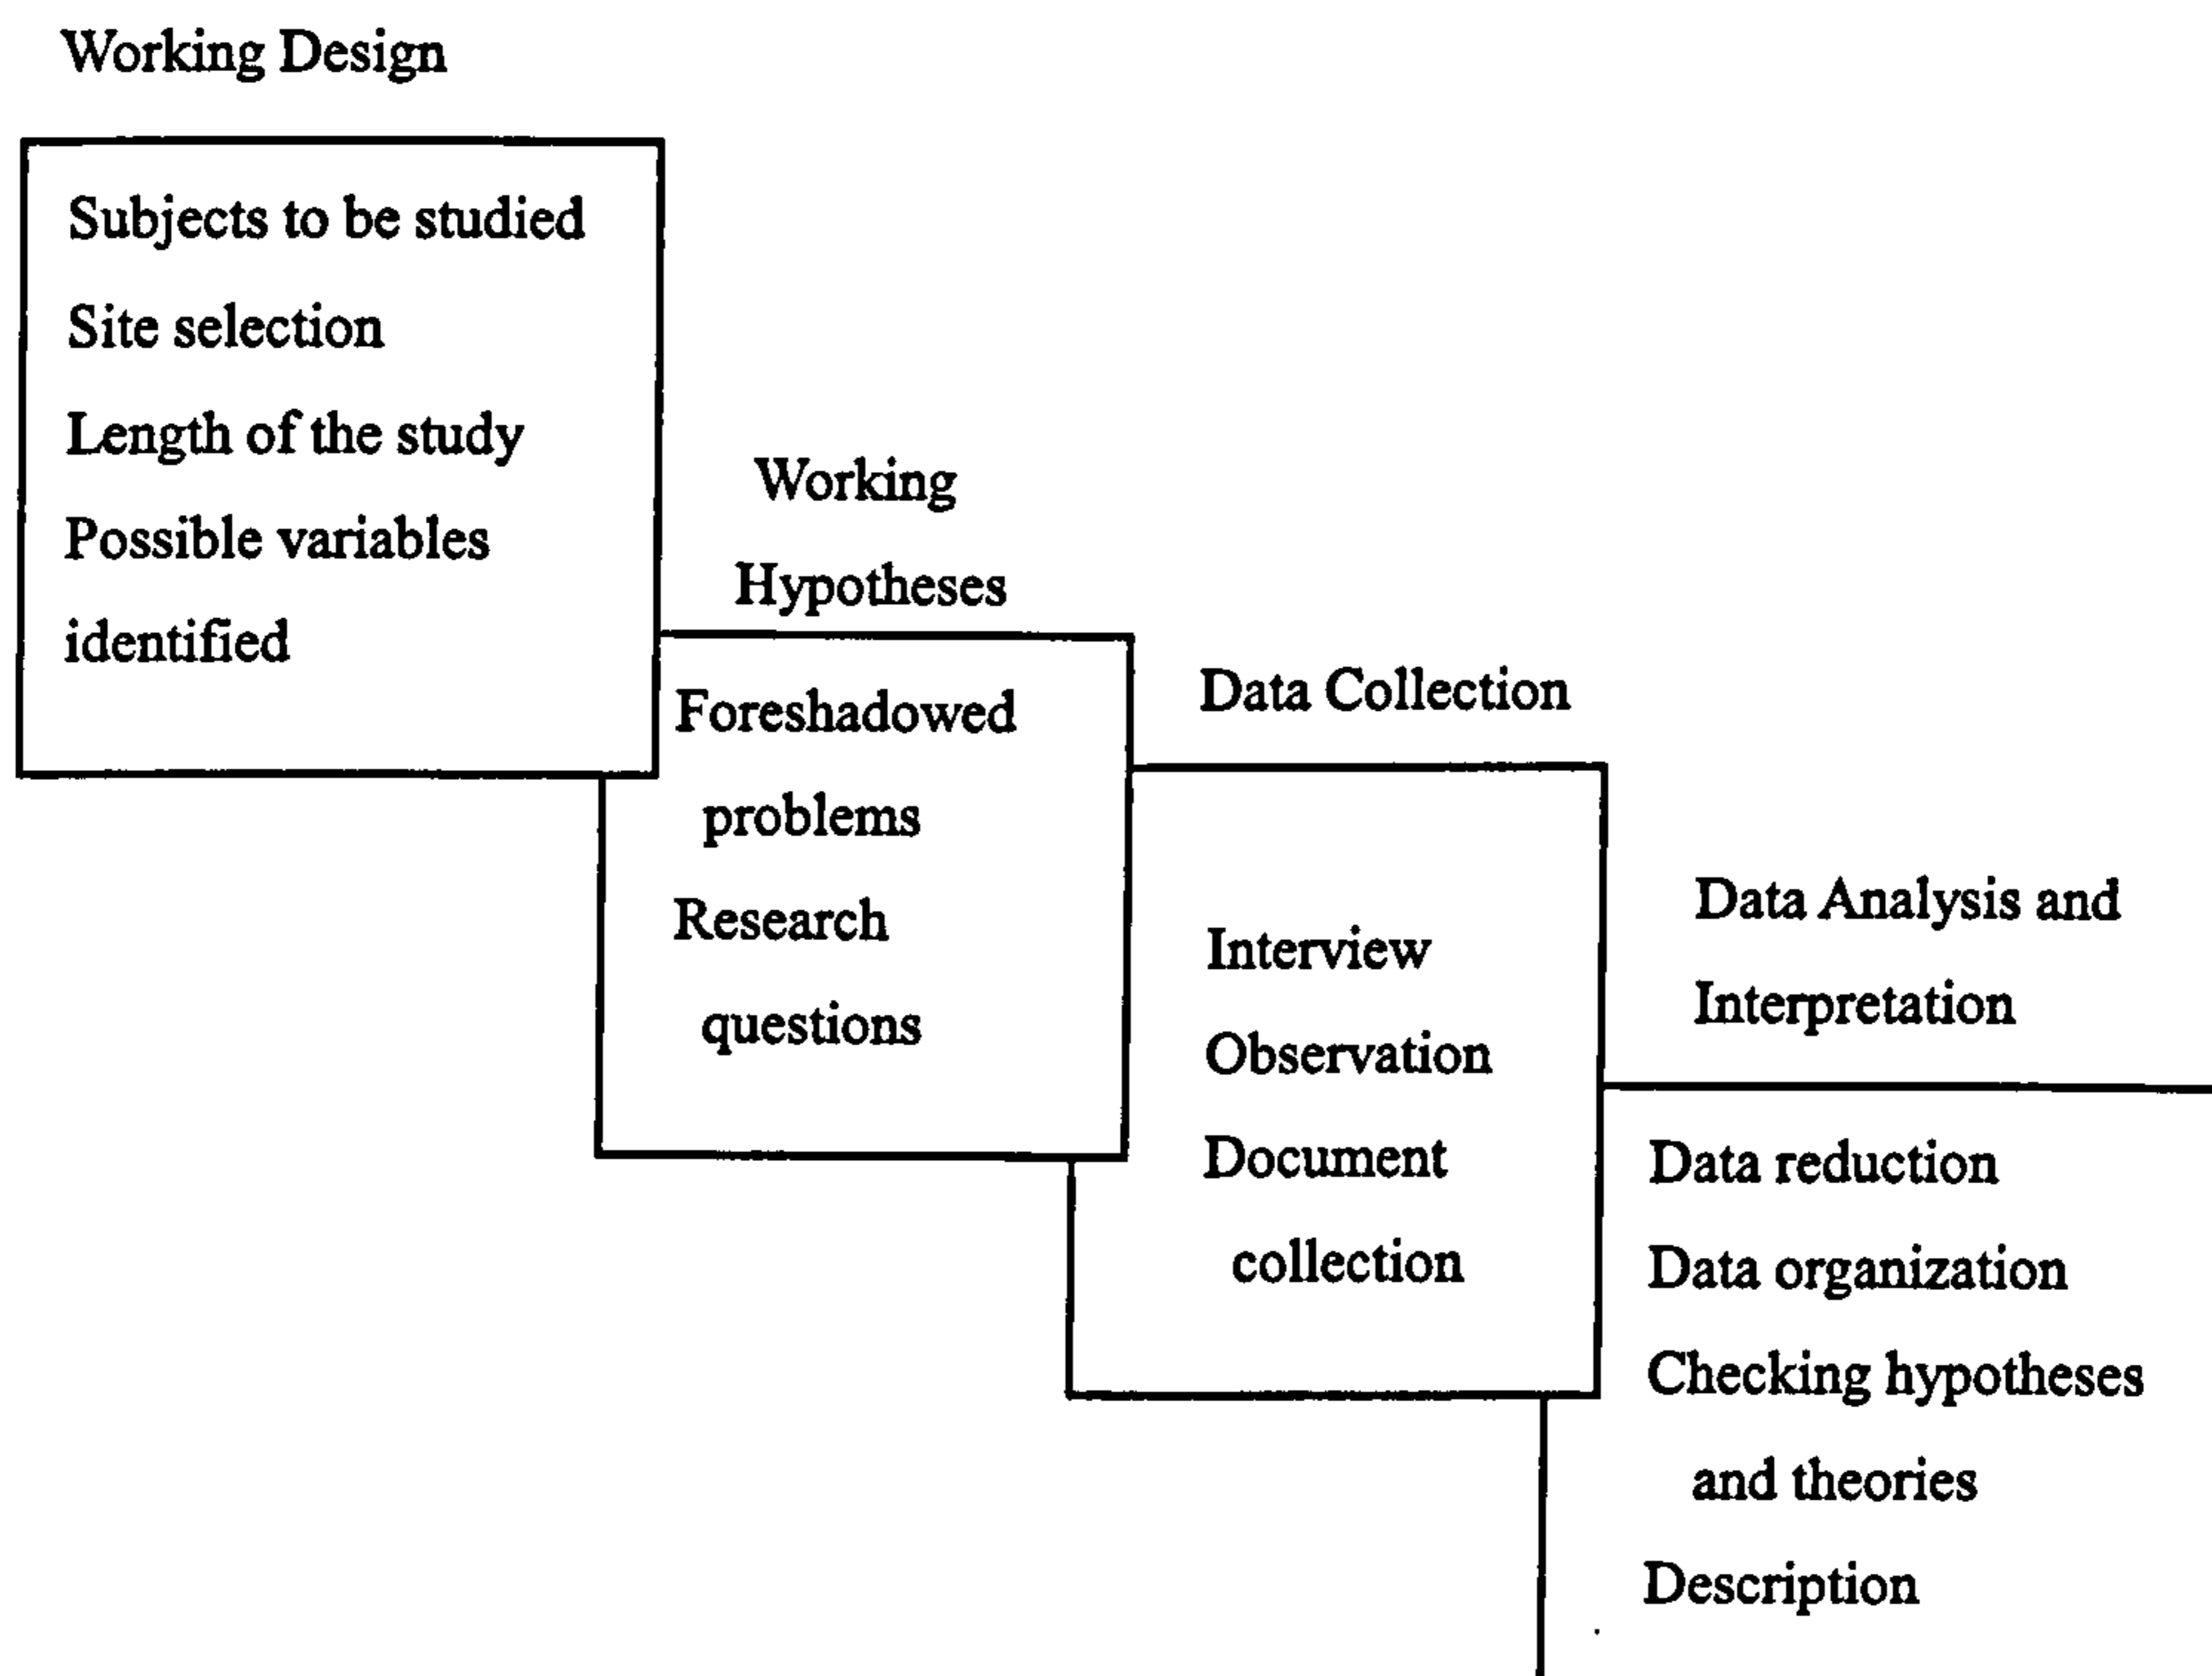 Working Design
Subjects to be studied
Site selection
Length of the study
Possible variables
identified
Working
Hypotheses
Foreshadowed
problems
Research
questions
Data Collection
Interview
Observation
Document
collection
Data Analysis and
Interpretation
Data reduction
Data organization
Checking hypotheses
and theories
Description